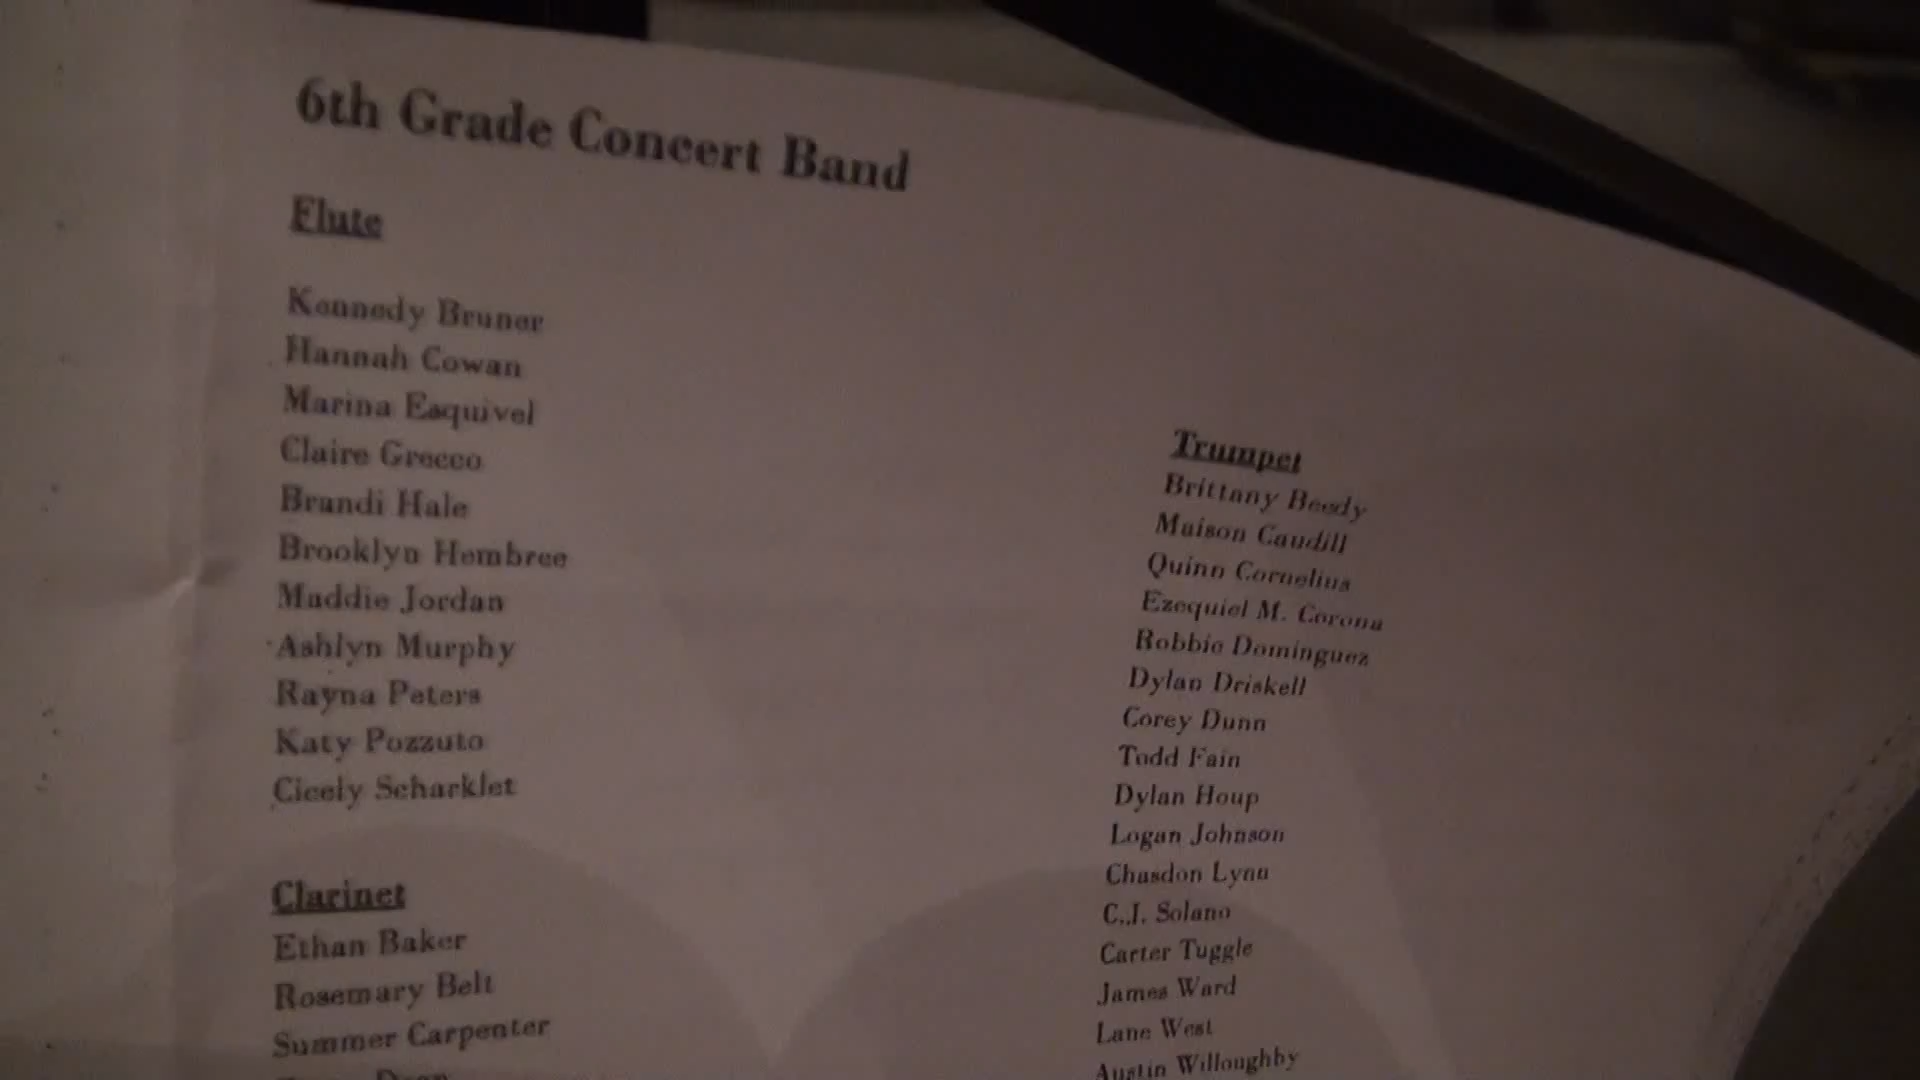 6th Grade Concert Band
Flute
Kennedy Bruner
Hannah Cowan
Marina Esquivel
Claire Grecco
Brandi Hale
Brooklyn Hembree
Maddie Jordan
Ashlyn Murphy
Rayna Peters
Katy Pozzuto
Cicely Scharklet
Clarinet
Ethan Baker
Rosemary Belt
Summer Carpenter
Trumpet
Brittany Beedy
Maison Caudill
Quinn Cornelius
Ezequiel M. Corona
Robbie Dominguez
Dylan Driskell
Corey Dunn
Todd Fain
Dylan Houp
Logan Johnson
Chasdon Lynn
C.J. Solano
Carter Tuggle
James Ward
Lane West
Austin Willoughby